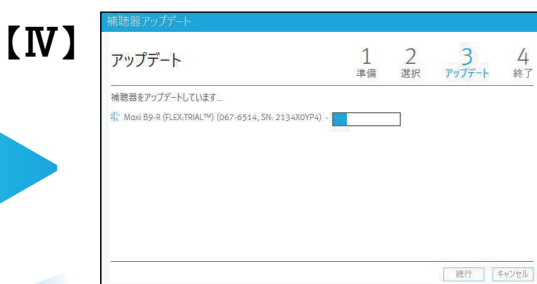 【Ⅳ】
補聴器アップデート
アップデート
1 準備
2 選択
3 アップデート
4 終了
補聴器をアップデートしています...
Moxi B9-R (FLEX:TRIAL™) (067-6514, SN: 2134X0YP4) -
続行
キャンセル